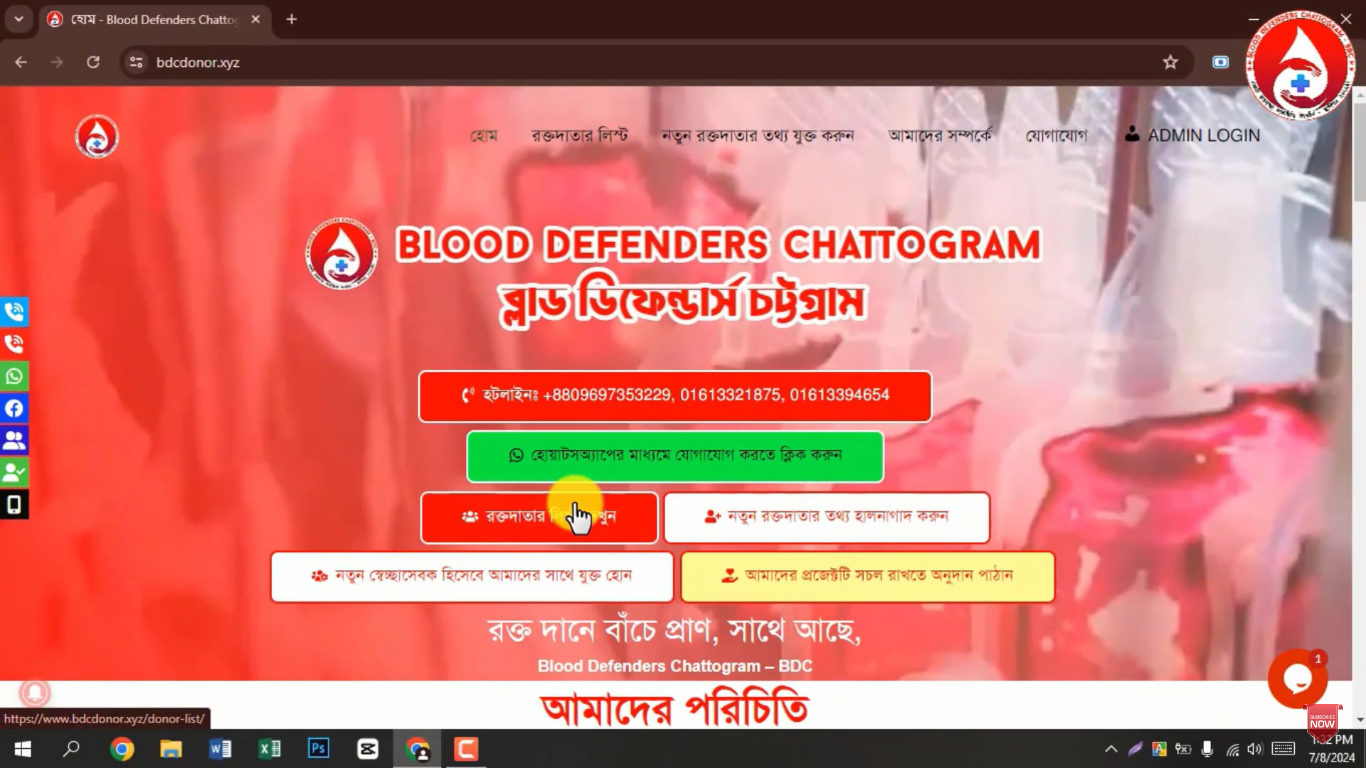 হোম - Blood Defenders Chatto
bdcdonor.xyz
হোম রক্তদাতার লিস্ট নতুন রক্তদাতার তথ্য যুক্ত করুন আমাদের সম্পর্কে যোগাযোগ ADMIN LOGIN
BLOOD DEFENDERS CHATTOGRAM
ব্লাড ডিফেন্ডার্স চট্টগ্রাম
হটলাইনঃ +8809697353229, 01613321875, 01613394654
হোয়াটসঅ্যাপের মাধ্যমে যোগাযোগ করতে ক্লিক করুন
রক্তদাতার
নতুন রক্তদাতার তথ্য হালনাগাদ করুন
নতুন স্বেচ্ছাসেবক হিসেবে আমাদের সাথে যুক্ত হোন
আমাদের প্রজেক্টটি সচল রাখতে অনুদান পাঠান
রক্ত দানে বাঁচে প্রাণ, সাথে আছে,
Blood Defenders Chattogram – BDC
আমাদের পরিচিতি
1
https://www.bdcdonor.xyz/donor-list/
SUBSCRIBE
NOW
1:32 PM
7/8/2024